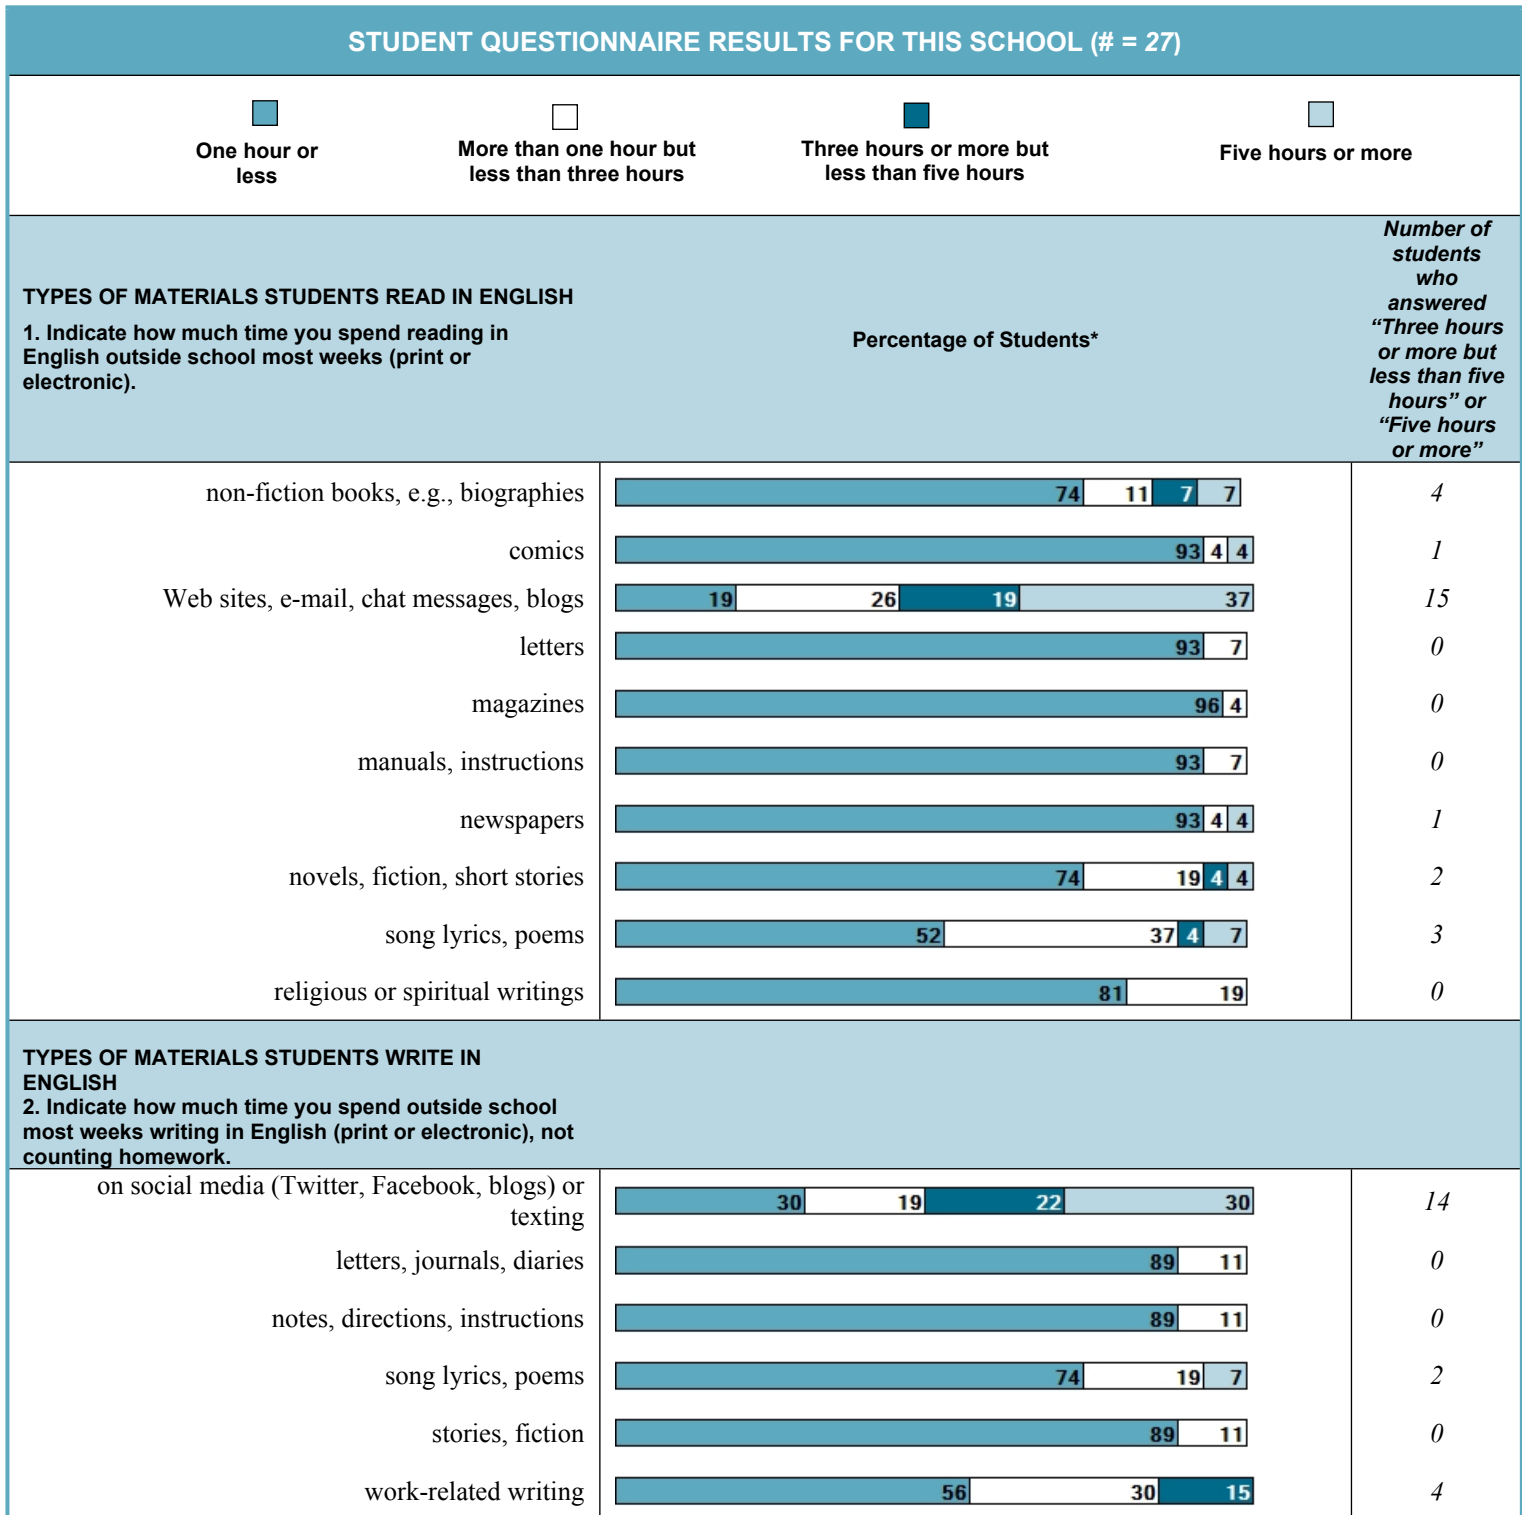 STUDENT QUESTIONNAIRE RESULTS FOR THIS SCHOOL (# = 27)
One hour or
less
More than one hour but
less than three hours
Three hours or more but
less than five hours
Five hours or more
TYPES OF MATERIALS STUDENTS READ IN ENGLISH
1. Indicate how much time you spend reading in
English outside school most weeks (print or
electronic).
Percentage of Students*
Number of
students
who
answered
“Three hours
or more but
less than five
hours” or
“Five hours
or more”
non-fiction books, e.g., biographies 74 11 7 7 4
comics 93 4 4 1
Web sites, e-mail, chat messages, blogs 19 26 19 37 15
letters 93 7 0
magazines 96 4 0
manuals, instructions 93 7 0
newspapers 93 4 4 1
novels, fiction, short stories 74 19 4 4 2
song lyrics, poems 52 37 4 7 3
religious or spiritual writings 81 19 0
TYPES OF MATERIALS STUDENTS WRITE IN
ENGLISH
2. Indicate how much time you spend outside school
most weeks writing in English (print or electronic), not
counting homework.
on social media (Twitter, Facebook, blogs) or
texting 30 19 22 30 14
letters, journals, diaries 89 11 0
notes, directions, instructions 89 11 0
song lyrics, poems 74 19 7 2
stories, fiction 89 11 0
work-related writing 56 30 15 4